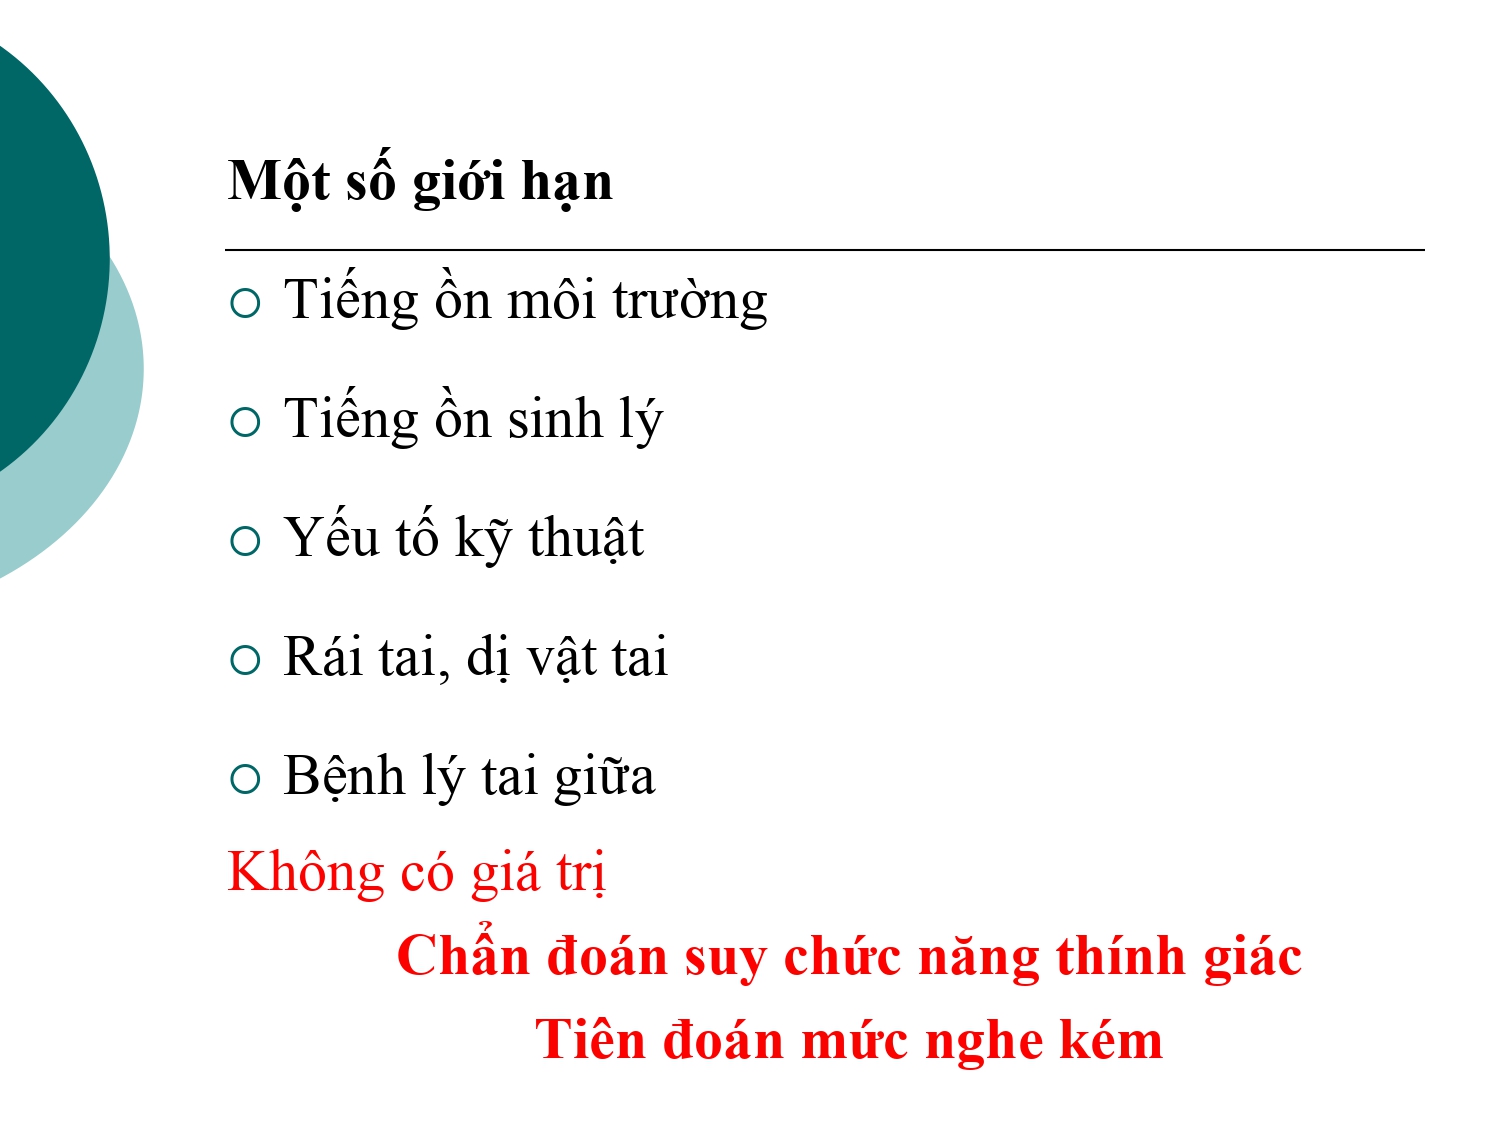 Một số giới hạn
Tiếng ồn môi trường
Tiếng ồn sinh lý
Yếu tố kỹ thuật
Rái tai, dị vật tai
Bệnh lý tai giữa
Không có giá trị
Chẩn đoán suy chức năng thính giác
Tiên đoán mức nghe kém